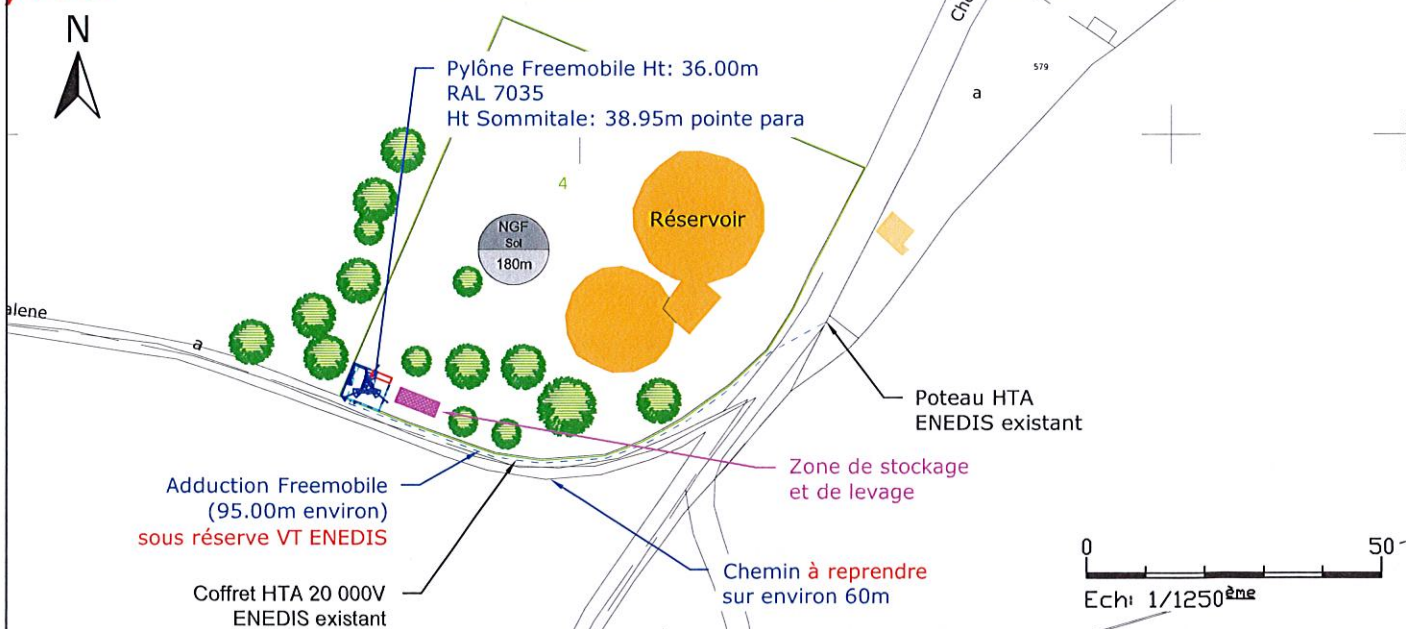 N
Pylône Freemobile Ht: 36.00m
RAL 7035
Ht Sommitale: 38.95m pointe para
579
a
4
Réservoir
NGF
Sol
180m
alene
a
Poteau HTA
ENEDIS existant
Zone de stockage
et de levage
Adduction Freemobile
(95.00m environ)
sous réserve VT ENEDIS
Chemin à reprendre
sur environ 60m
Coffret HTA 20 000V
ENEDIS existant
0 50
Ech: 1/1250ème